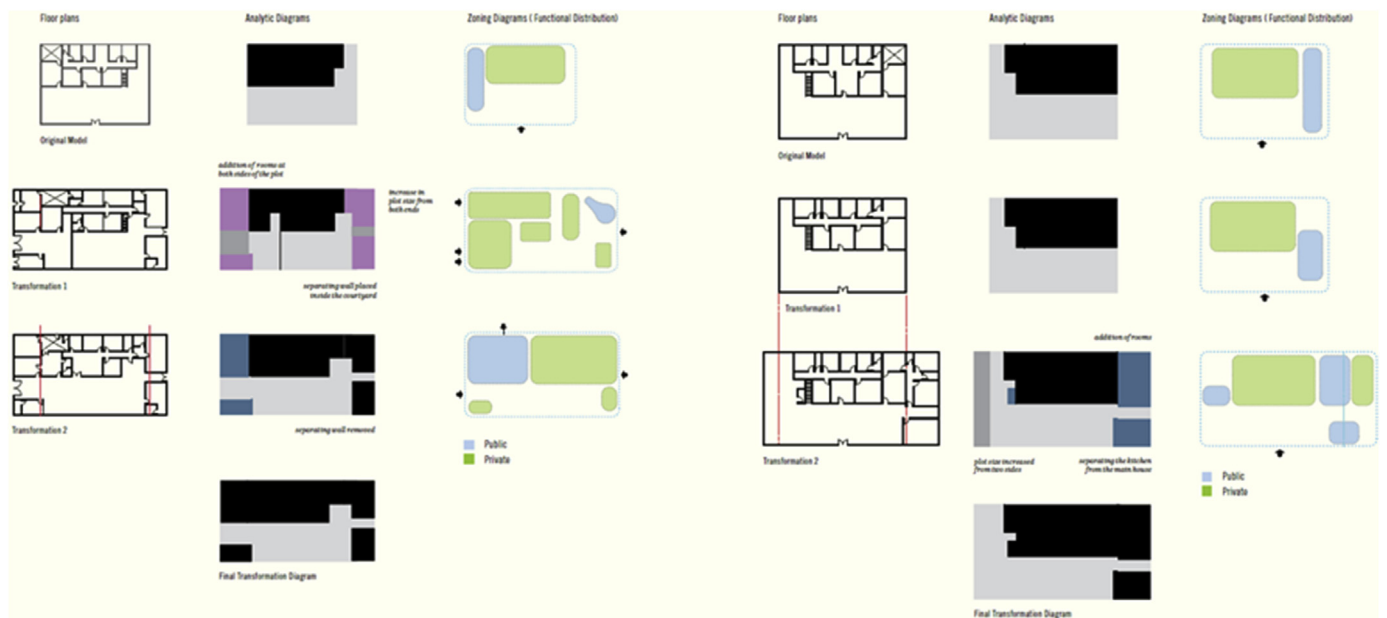 Floor plans
Analytic Diagrams
Zoning Diagrams ( Functional Distribution)
Original Model
addition of rooms at
both sides of the plot
increase in
plot size from
both ends
Transformation 1
separating wall placed
inside the courtyard
Transformation 2
separating wall removed
Public
Private
Final Transformation Diagram
Floor plans
Analytic Diagrams
Zoning Diagrams ( Functional Distribution)
Original Model
Transformation 1
addition of rooms
Transformation 2
plot size increased
from two sides
separating the kitchen
from the main house
Public
Private
Final Transformation Diagram